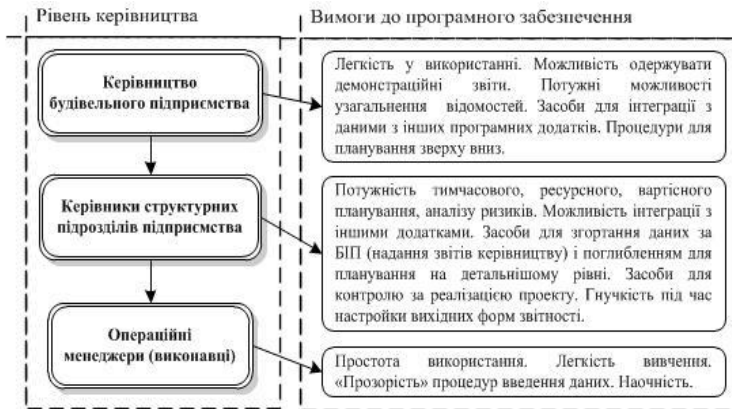 Рівень керівництва
Вимоги до програмного забезпечення
Керівництво
будівельного підприємства
Легкість у використанні. Можливість одержувати
демонстраційні звіти. Потужні можливості
узагальнення відомостей. Засоби для інтеграції з
даними з інших програмних додатків. Процедури для
планування зверху вниз.
Керівники структурних
підрозділів підприємства
Потужність тимчасового, ресурсного, вартісного
планування, аналізу ризиків. Можливість інтеграції з
іншими додатками. Засоби для згортання даних за
БІП (надання звітів керівництву) і поглибленням для
планування на детальнішому рівні. Засоби для
контролю за реалізацією проекту. Гнучкість під час
настройки вихідних форм звітності.
Операційні
менеджери (виконавці)
Простота використання. Легкість вивчення.
«Прозорість» процедур введення даних. Наочність.